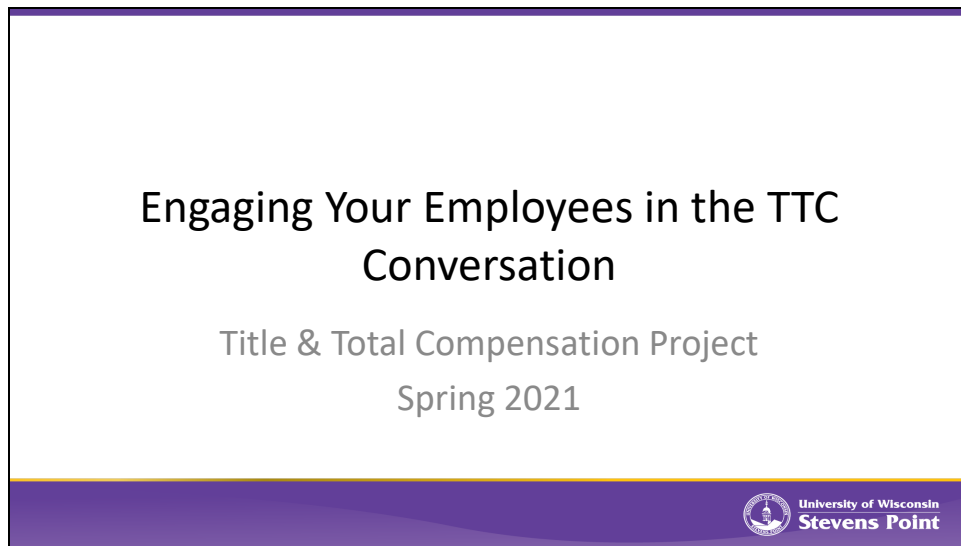 Engaging Your Employees in the TTC
Conversation
Title & Total Compensation Project
Spring 2021
University of Wisconsin
Stevens Point